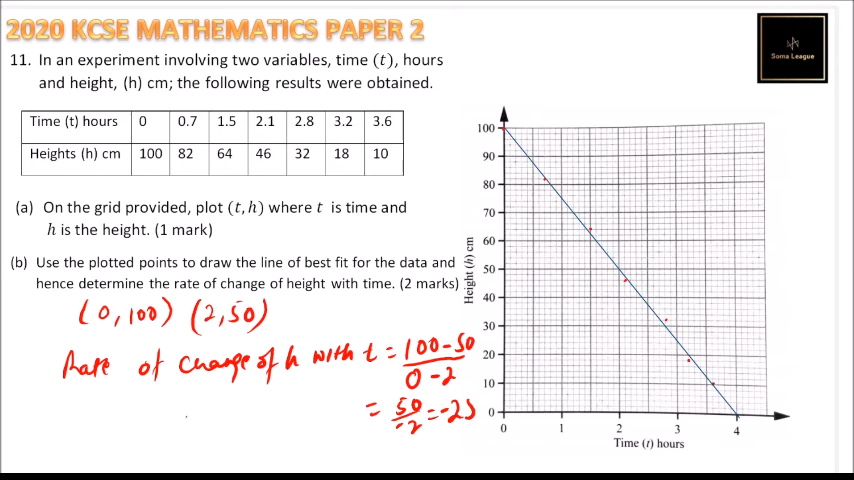 2020 KCSE MATHEMATICS PAPER 2
Soma League
11. In an experiment involving two variables, time (t), hours
and height, (h) cm; the following results were obtained.
Time (t) hours 0 0.7 1.5 2.1 2.8 3.2 3.6
Heights (h) cm 100 82 64 46 32 18 10
(a) On the grid provided, plot (t, h) where t is time and
h is the height. (1 mark)
(b) Use the plotted points to draw the line of best fit for the data and
hence determine the rate of change of height with time. (2 marks)
(0,100) (2,50)
Rate of change of h with t = 100-50
0-2
= 50/-2 = -25
100
90
80
70
60
50
40
30
20
10
0
Height (h) cm
0 1 2 3 4
Time (t) hours